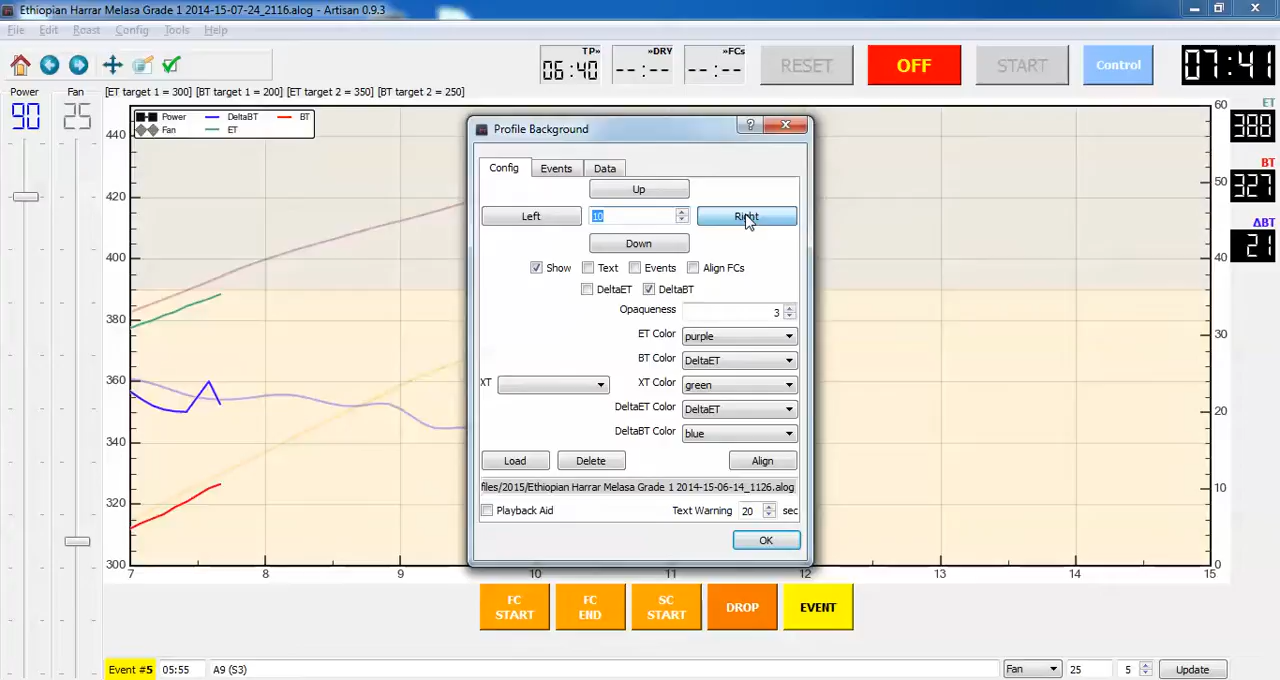 Ethiopian Harrar Melasa Grade 1 2014-15-07-24_2116.alog - Artisan 0.9.3
File Edit Roast Config Tools Help
TP» »DRY »FCs
06:40 --:-- --:-- RESET OFF START Control 07:41
Power Fan [ET target 1 = 300] [BT target 1 = 200] [ET target 2 = 350] [BT target 2 = 250]
90 25
Power DeltaBT BT
Fan ET
440
420
400
380
360
340
320
300
7 8 9 10 11 12 13 14 15
60
50
40
30
20
10
0
ET
388
BT
327
ΔBT
21
Profile Background
?
Config Events Data
Up
Left 10 Right
Down
Show Text Events Align FCs
DeltaET DeltaBT
Opaqueness 3
ET Color purple
BT Color DeltaET
XT XT Color green
DeltaET Color DeltaET
DeltaBT Color blue
Load Delete Align
files/2015/Ethiopian Harrar Melasa Grade 1 2014-15-06-14_1126.alog
Playback Aid Text Warning 20 sec
OK
FC START
FC END
SC START
DROP
EVENT
Event #5 05:55 A9 (S3) Fan 25 5 Update